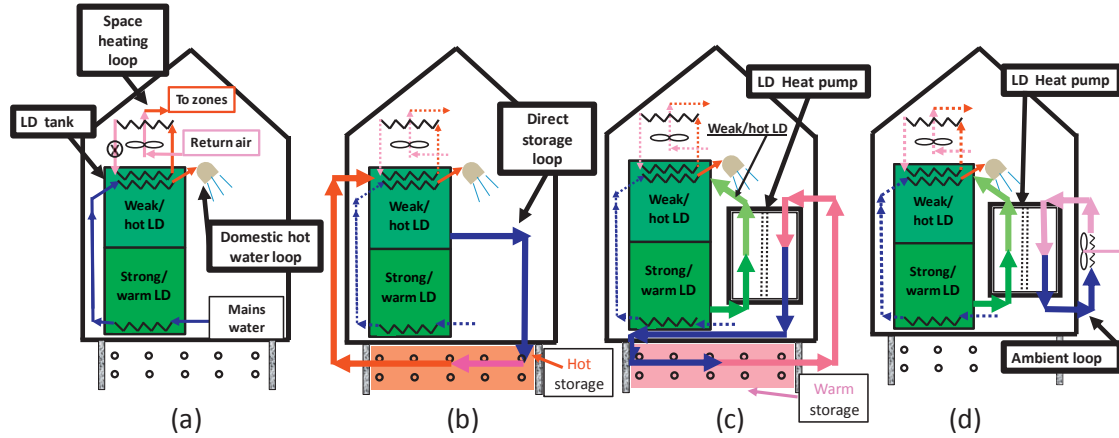 Space
heating
loop
LD tank
To zones
Return air
Weak/
hot LD
Strong/
warm LD
Domestic hot
water loop
Mains
water
(a)
Direct
storage
loop
Weak/
hot LD
Strong/
warm LD
Hot
storage
(b)
LD Heat pump
Weak/hot LD
Weak/
hot LD
Strong/
warm LD
Warm
storage
(c)
LD Heat pump
Weak/
hot LD
Strong/
warm LD
Ambient loop
(d)